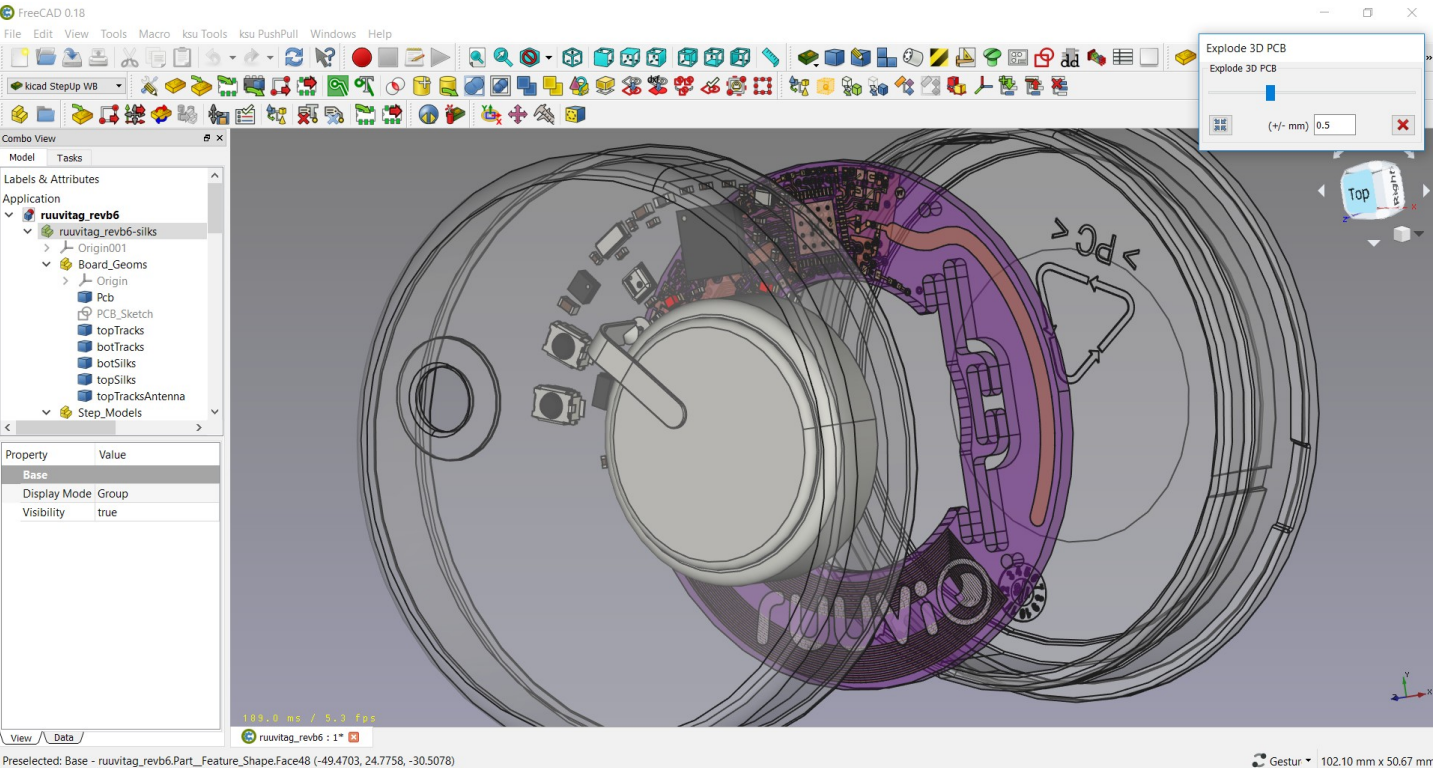 FreeCAD 0.18
File Edit View Tools Macro ksu Tools ksu PushPull Windows Help
Explode 3D PCB
Explode 3D PCB
(+/- mm) 0.5
kicad StepUp WB
Combo View
Model Tasks
Labels & Attributes
Application
ruuvitag_revb6
ruuvitag_revb6-silks
Origin001
Board_Geoms
Origin
Pcb
PCB_Sketch
topTracks
botTracks
botSilks
topSilks
topTracksAntenna
Step_Models
Property Value
Base
Display Mode Group
Visibility true
View Data
Top
Right
> PC <
ruuvi
X
Z
Y
X
189.0 ms / 5.3 fps
ruuvitag_revb6 : 1*
Preselected: Base - ruuvitag_revb6.Part__Feature_Shape.Face48 (-49.4703, 24.7758, -30.5078)
Gestur
102.10 mm x 50.67 mm